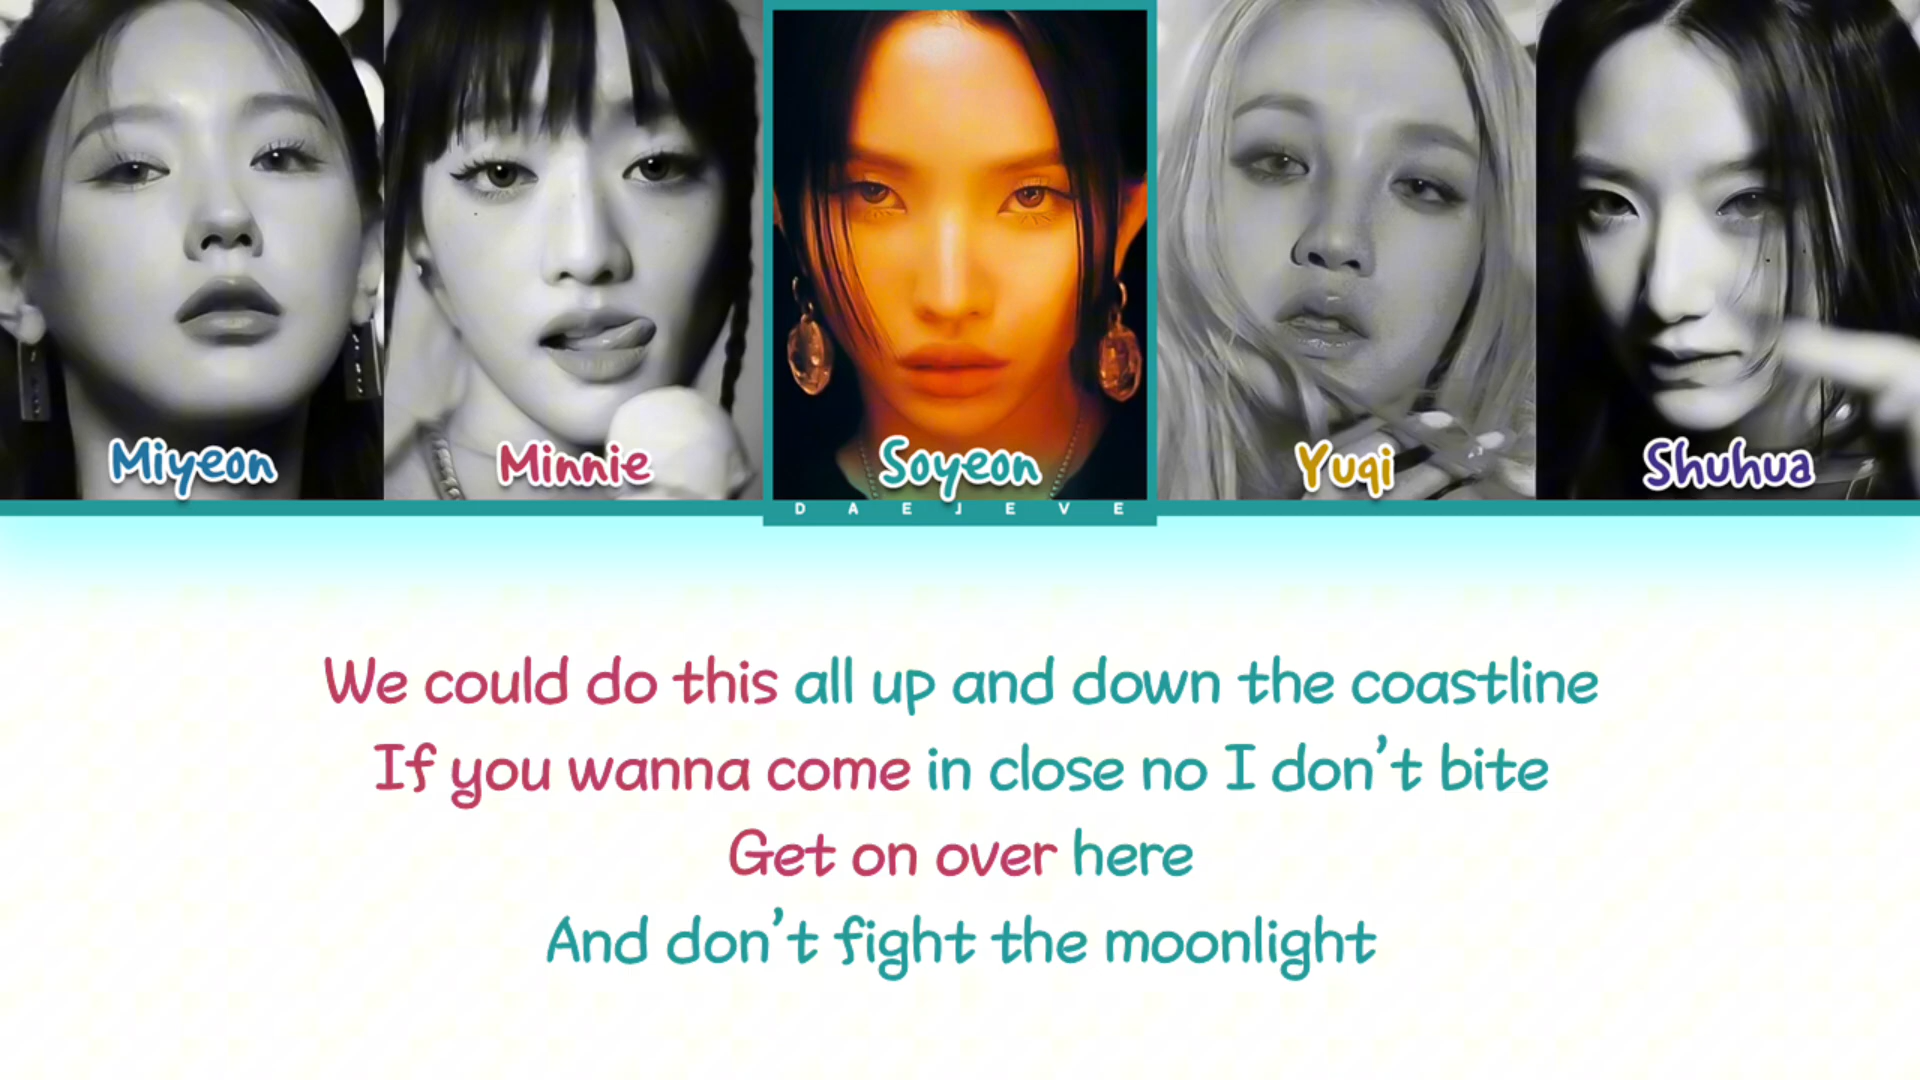 Miyeon Minnie Soyeon Yuqi Shuhua
DAEJEVE
We could do this all up and down the coastline
If you wanna come in close no I don't bite
Get on over here
And don't fight the moonlight